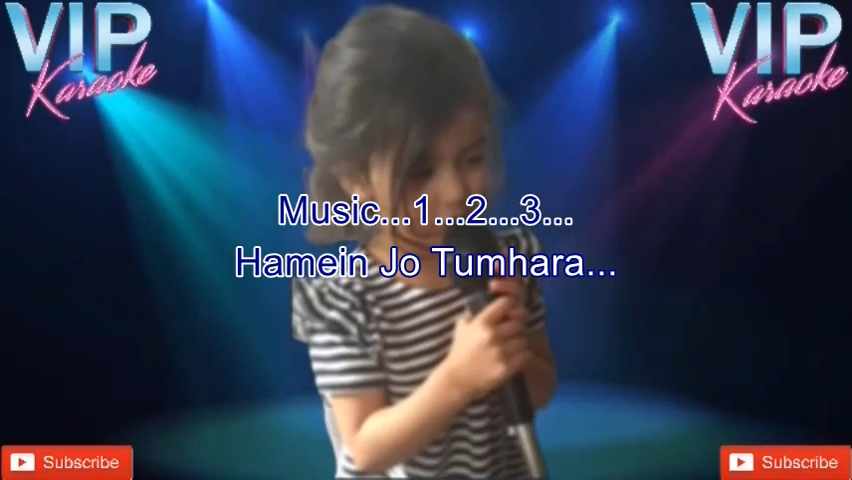 VIP
Karaoke
VIP
Karaoke
Music...1...2...3...
Hamein Jo Tumhara...
Subscribe
Subscribe